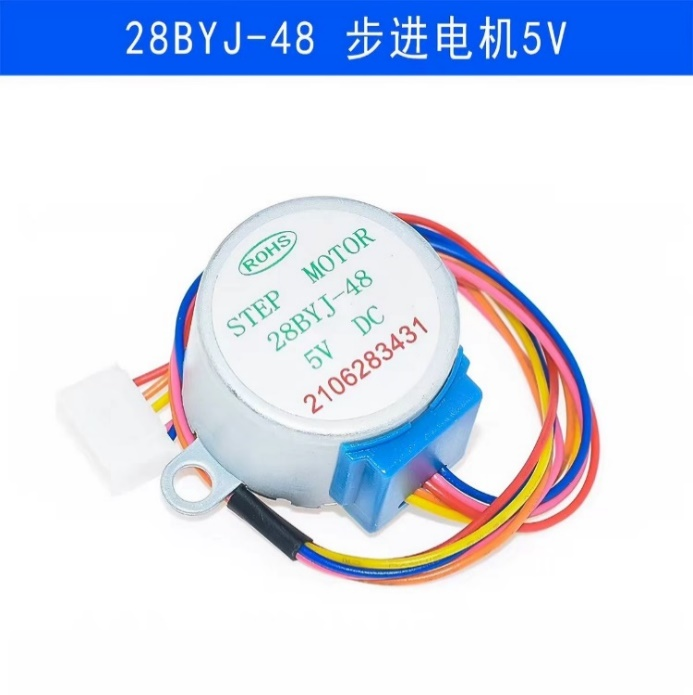 28BYJ-48 步进电机5V
ROHS
STEP MOTOR
28BYJ-48
5V DC
2106283431